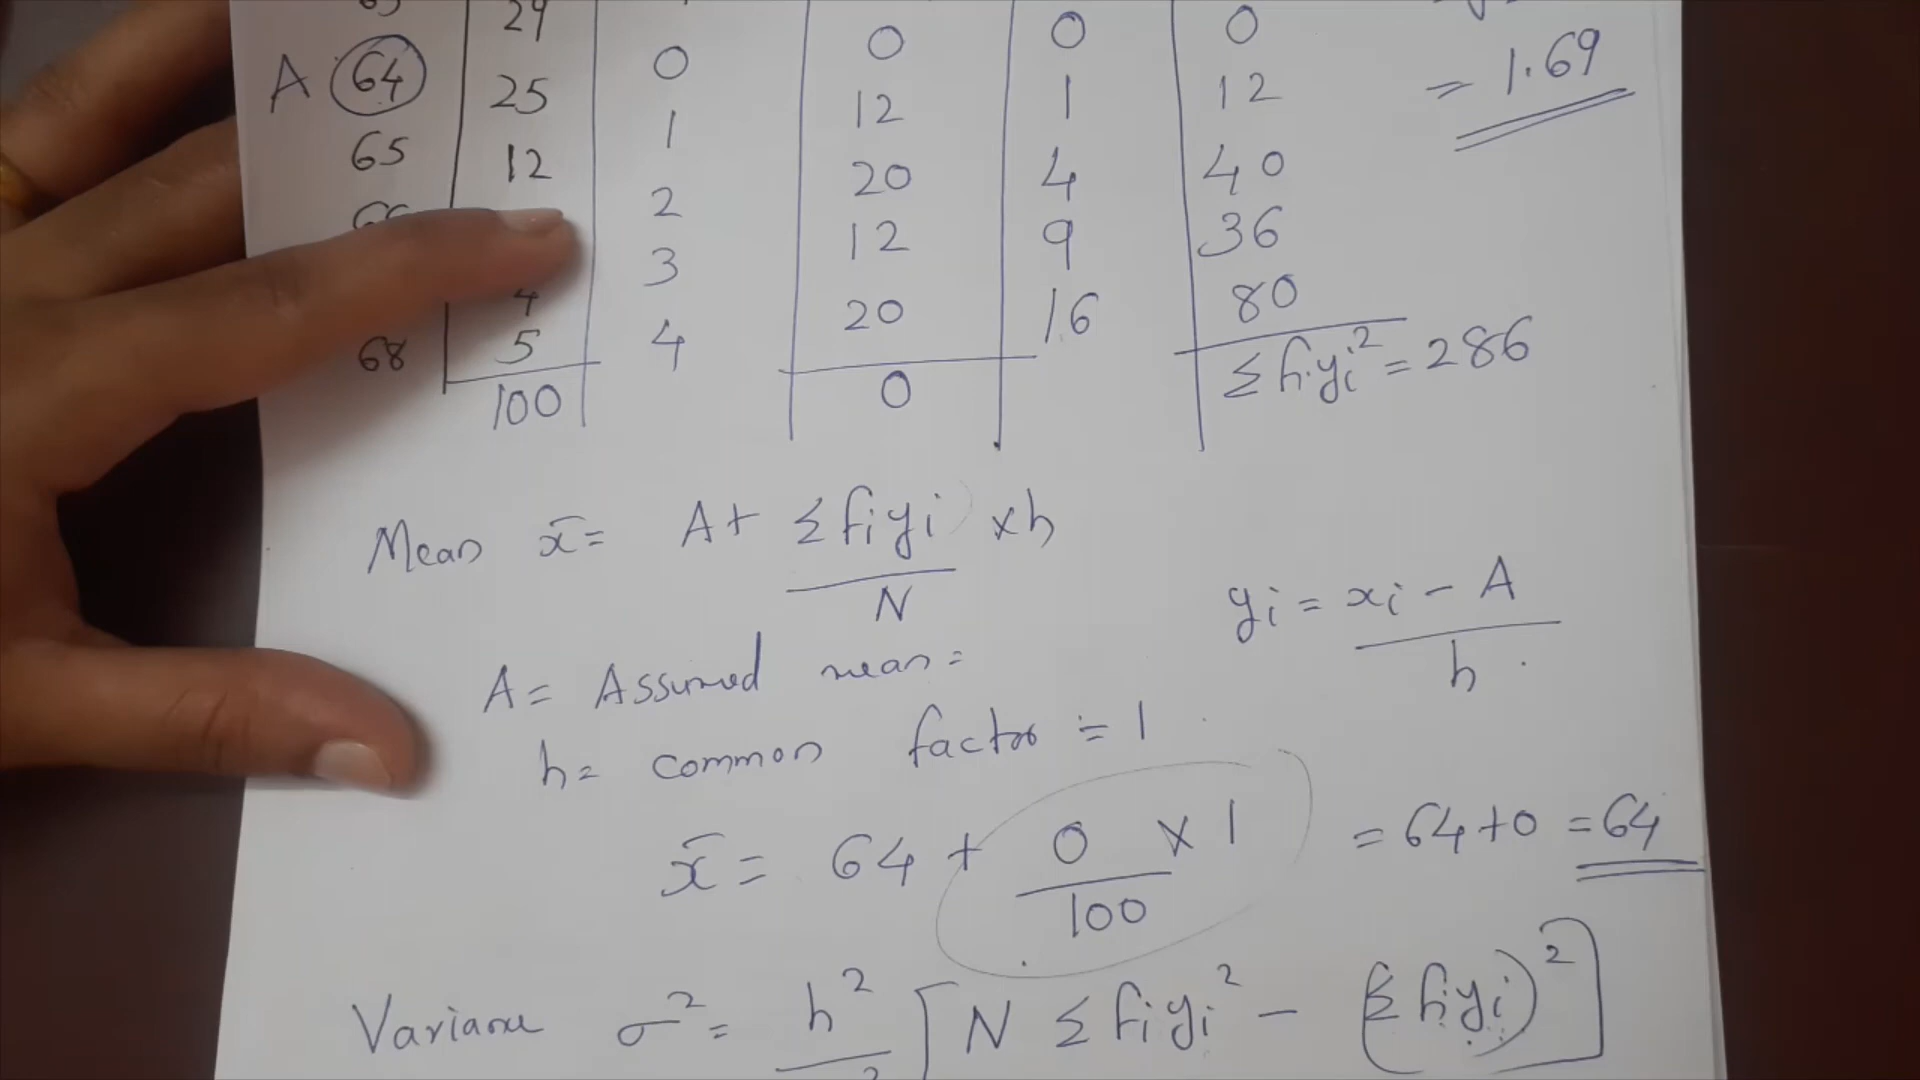 29 0 0 0
A 64 25 0 12 1 12 = 1.69
65 12 1 20 4 40
2 12 9 36
4 3 20 16 80
68 5 4
100 0 Σfiyi² = 286
Mean x̄ = A + Σfiyi / N × h
yi = xi - A / h
A = Assumed mean =
h = common factor = 1
x̄ = 64 + 0 / 100 × 1 = 64 + 0 = 64
Variance σ² = h² [N Σfiyi² - (Σfiyi)²]